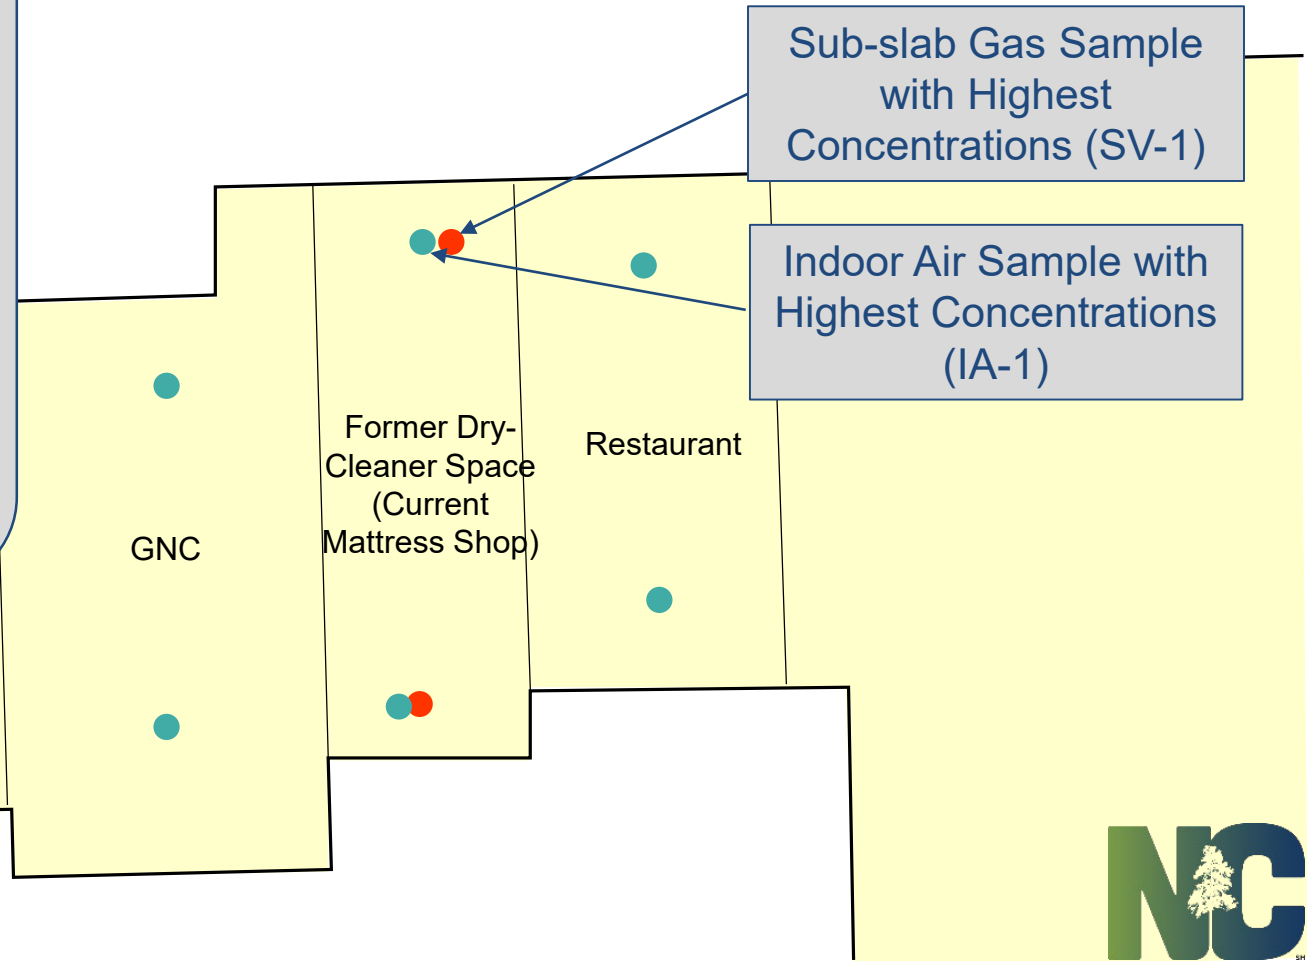 Sub-slab Gas Sample
with Highest
Concentrations (SV-1)
Indoor Air Sample with
Highest Concentrations
(IA-1)
Former Dry-
Cleaner Space
(Current
Mattress Shop)
Restaurant
GNC
NC
SH